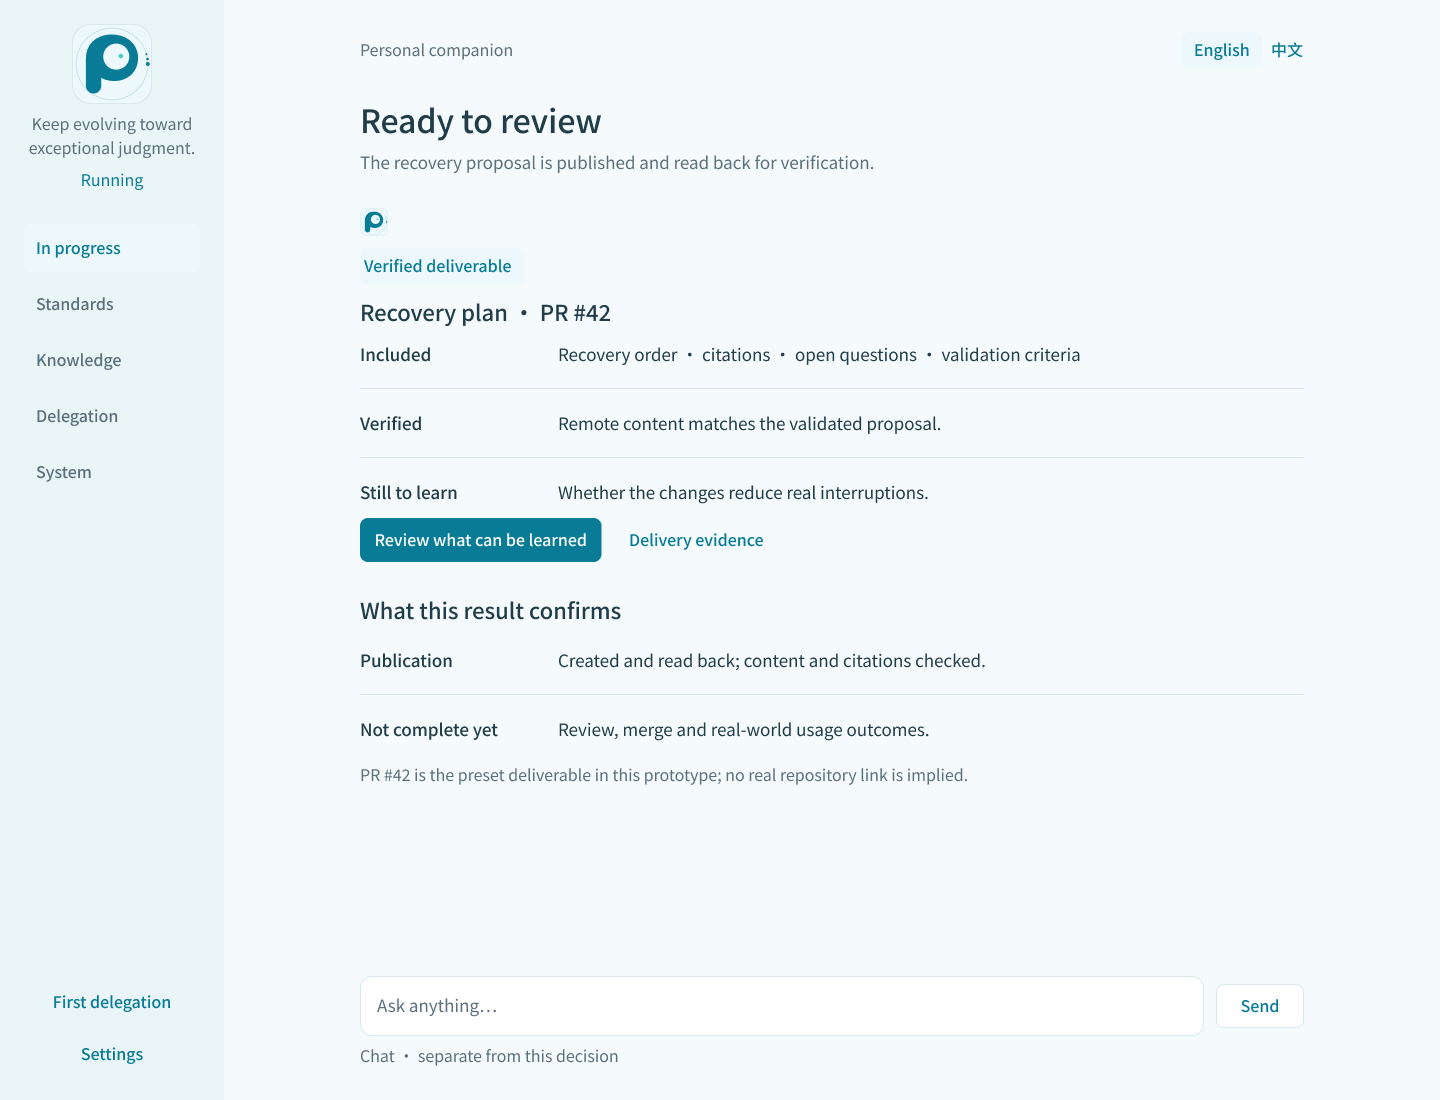 Keep evolving toward
exceptional judgment.
Running
In progress
Standards
Knowledge
Delegation
System
First delegation
Settings
Personal companion
English 中文
Ready to review
The recovery proposal is published and read back for verification.
Verified deliverable
Recovery plan • PR #42
Included Recovery order • citations • open questions • validation criteria
Verified Remote content matches the validated proposal.
Still to learn Whether the changes reduce real interruptions.
Review what can be learned Delivery evidence
What this result confirms
Publication Created and read back; content and citations checked.
Not complete yet Review, merge and real-world usage outcomes.
PR #42 is the preset deliverable in this prototype; no real repository link is implied.
Ask anything… Send
Chat • separate from this decision